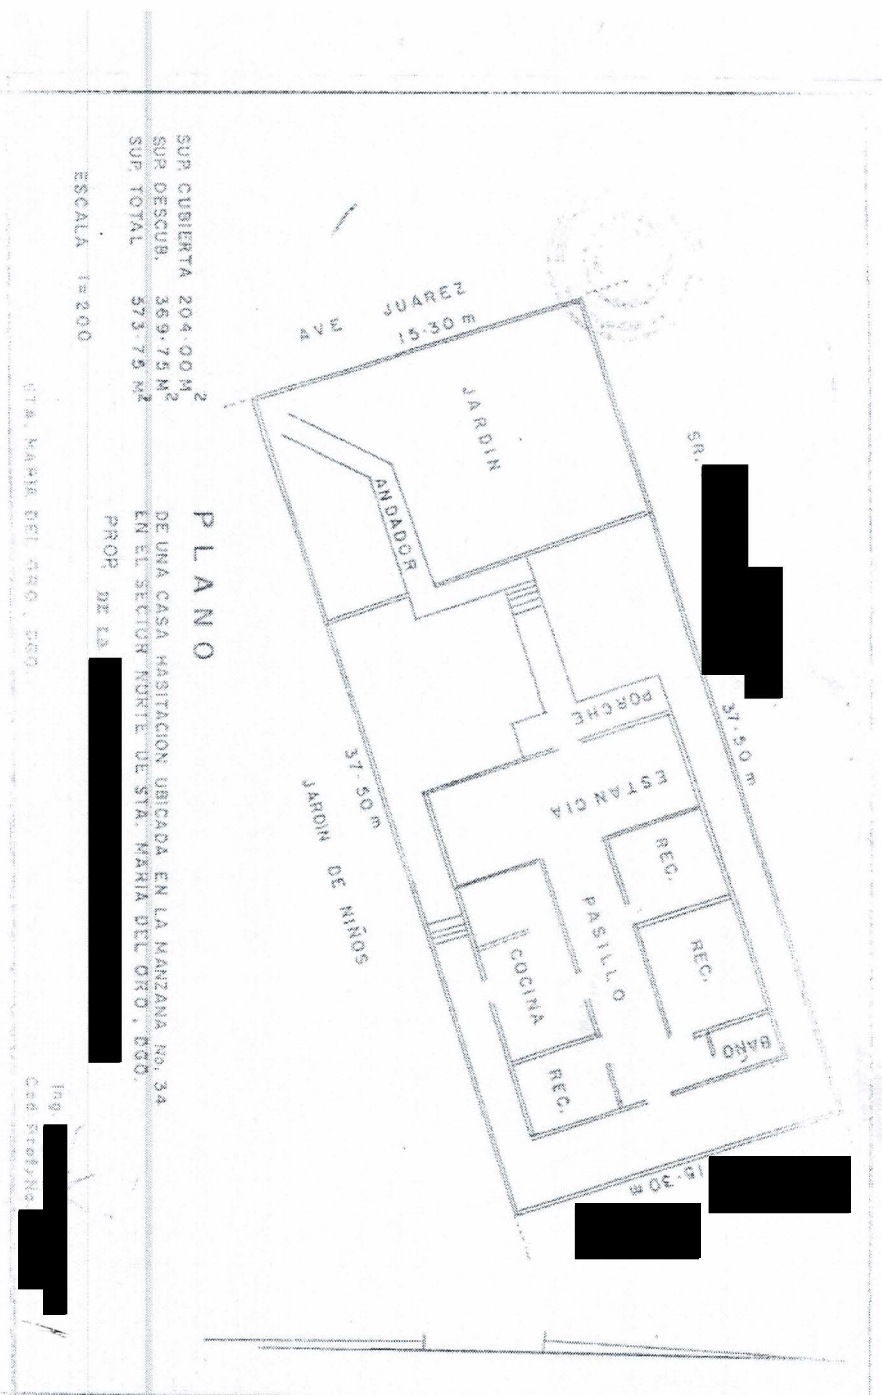 AVE JUAREZ
15·30 m
JARDIN
ANDADOR
SR.
37·50 m
PORCHE
ESTANCIA
REC.
PASILLO
REC.
BAÑO
COCINA
REC.
37·50 m
JARDIN DE NIÑOS
15·30 m
PLANO
DE UNA CASA HABITACION UBICADA EN LA MANZANA No. 34
EN EL SECTOR NORTE DE STA. MARIA DEL ORO, DGO.
PROP. DE LA
SUP. CUBIERTA 204·00 M²
SUP. DESCUB. 369·75 M²
SUP. TOTAL 573·75 M²
ESCALA 1=200
STA. MARIA DEL ORO, DGO.
Ing.
Ced. Prof. No.